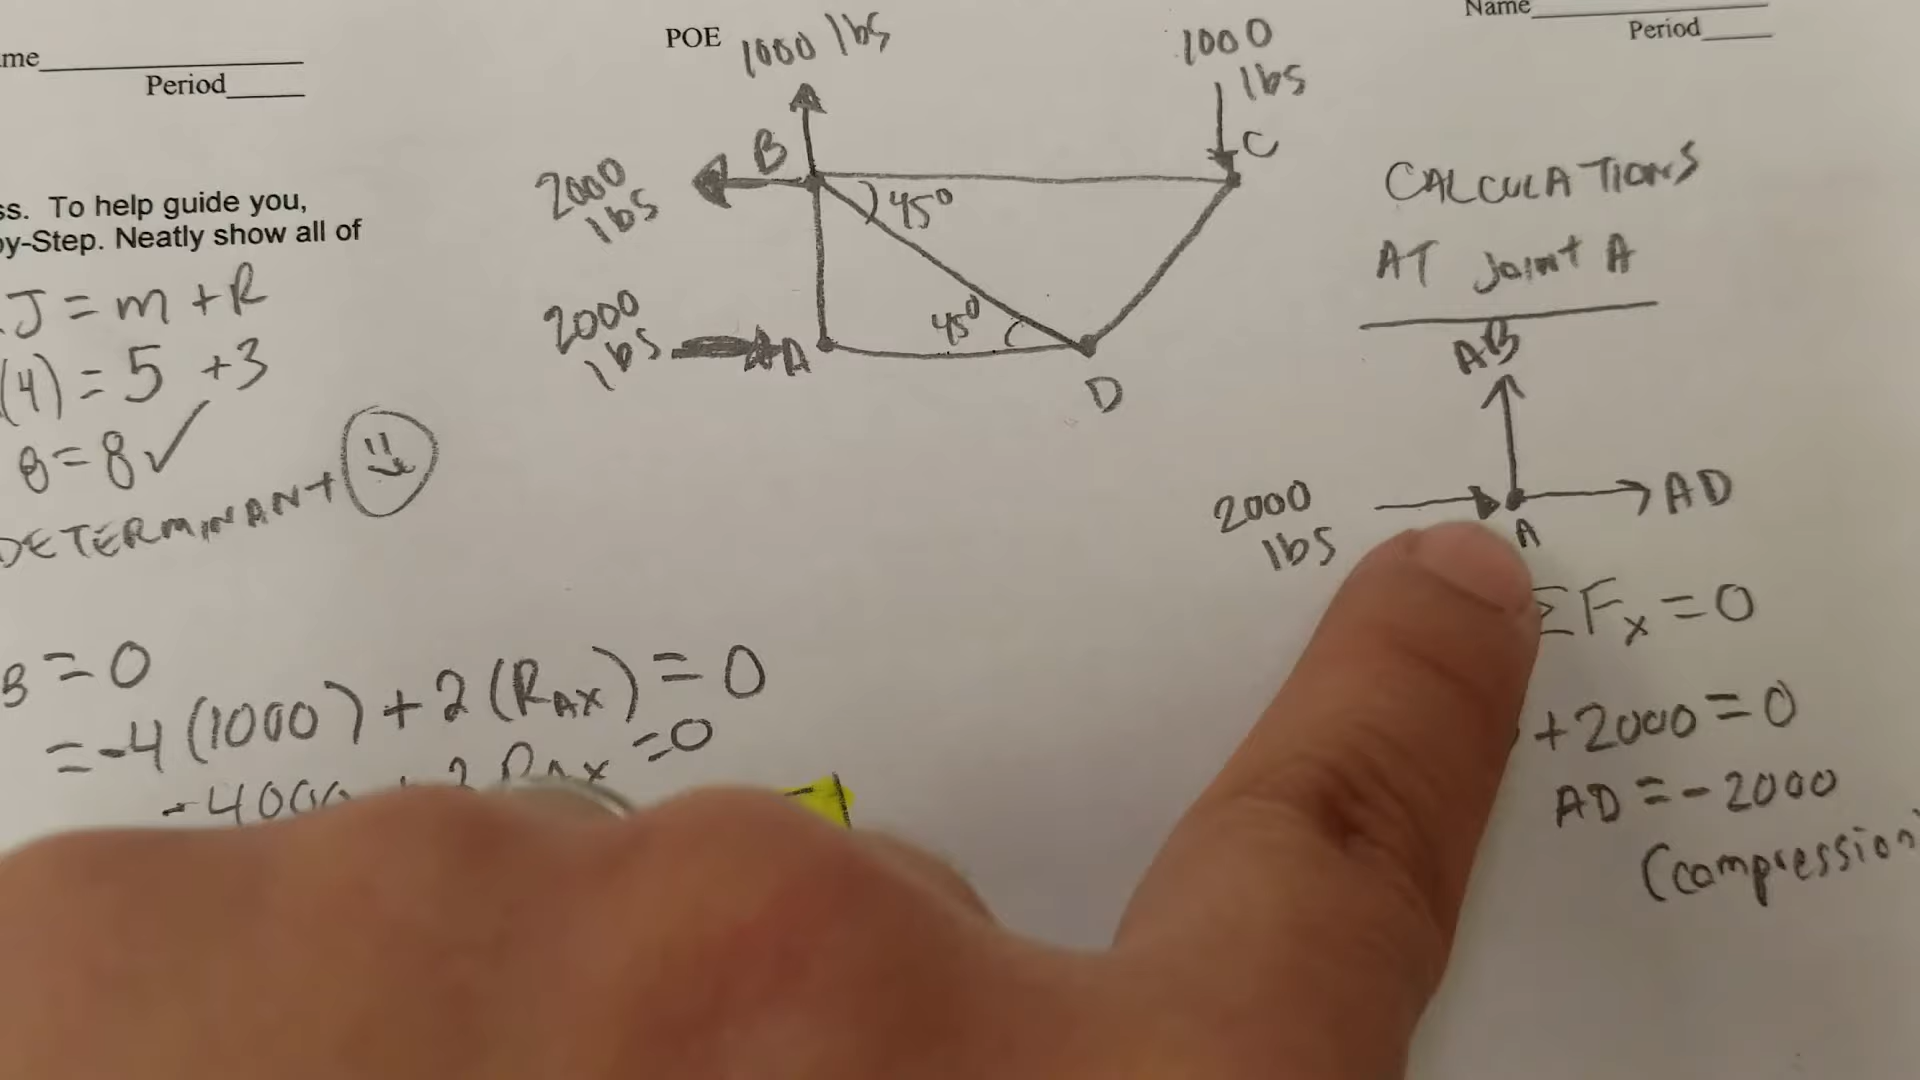 me
Period
ss. To help guide you,
by-Step. Neatly show all of
J = m + R
(4) = 5 + 3
8 = 8 ✓
DETERMINANT
B = 0
= -4 (1000) + 2 (RAX) = 0
-4000 + 2 RAX = 0
POE
1000 lbs
1000
lbs
B
C
2000
lbs
45°
2000
lbs
A
45°
D
Name
Period
CALCULATIONS
AT Joint A
AB
2000
lbs
AD
A
ΣFx = 0
+2000 = 0
AD = -2000
(compression)